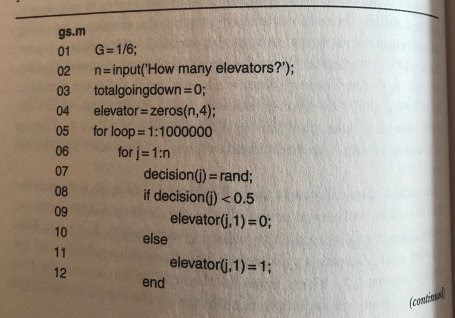 gs.m
01 G=1/6;
02 n=input('How many elevators?');
03 totalgoingdown=0;
04 elevator=zeros(n,4);
05 for loop=1:1000000
06 for j=1:n
07 decision(j)=rand;
08 if decision(j)<0.5
09 elevator(j,1)=0;
10 else
11 elevator(j,1)=1;
12 end
(continued)